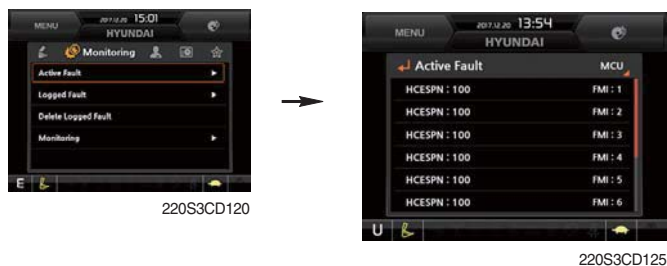 MENU 2017.12.20 15:01
HYUNDAI
Monitoring
Active Fault
Logged Fault
Delete Logged Fault
Monitoring
E
220S3CD120
MENU 2017.12.20 13:54
HYUNDAI
Active Fault MCU
HCESPN : 100 FMI : 1
HCESPN : 100 FMI : 2
HCESPN : 100 FMI : 3
HCESPN : 100 FMI : 4
HCESPN : 100 FMI : 5
HCESPN : 100 FMI : 6
U
220S3CD125